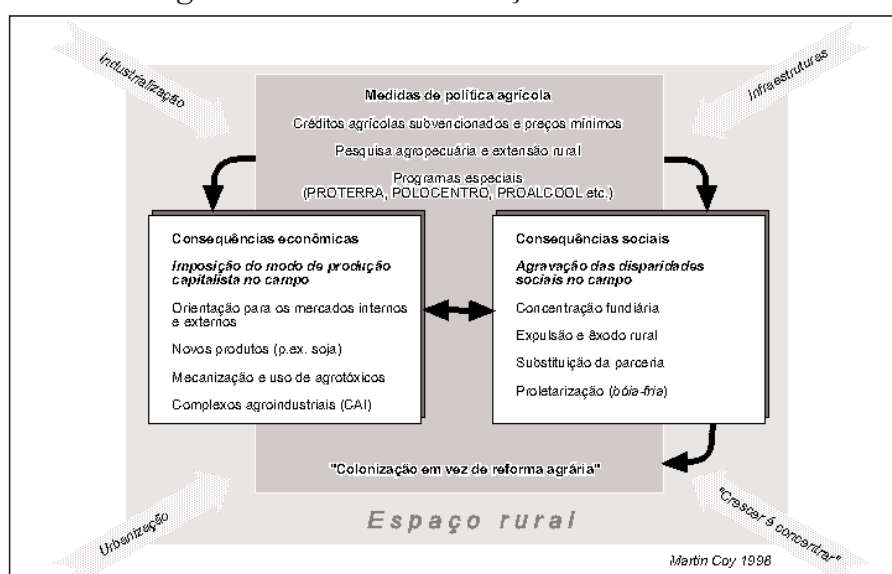 Industrialização
Infraestruturas
Medidas de política agrícola
Créditos agrícolas subvencionados e preços mínimos
Pesquisa agropecuária e extensão rural
Programas especiais
(PROTERRA, POLOCENTRO, PROALCOOL etc.)
Consequências econômicas
Imposição do modo de produção
capitalista no campo
Orientação para os mercados internos
e externos
Novos produtos (p.ex. soja)
Mecanização e uso de agrotóxicos
Complexos agroindustriais (CAI)
Consequências sociais
Agravação das disparidades
sociais no campo
Concentração fundiária
Expulsão e êxodo rural
Substituição da parceria
Proletarização (bóia-fria)
"Colonização em vez de reforma agrária"
Espaço rural
Urbanização
"Crescer é concentrar"
Martin Coy 1998